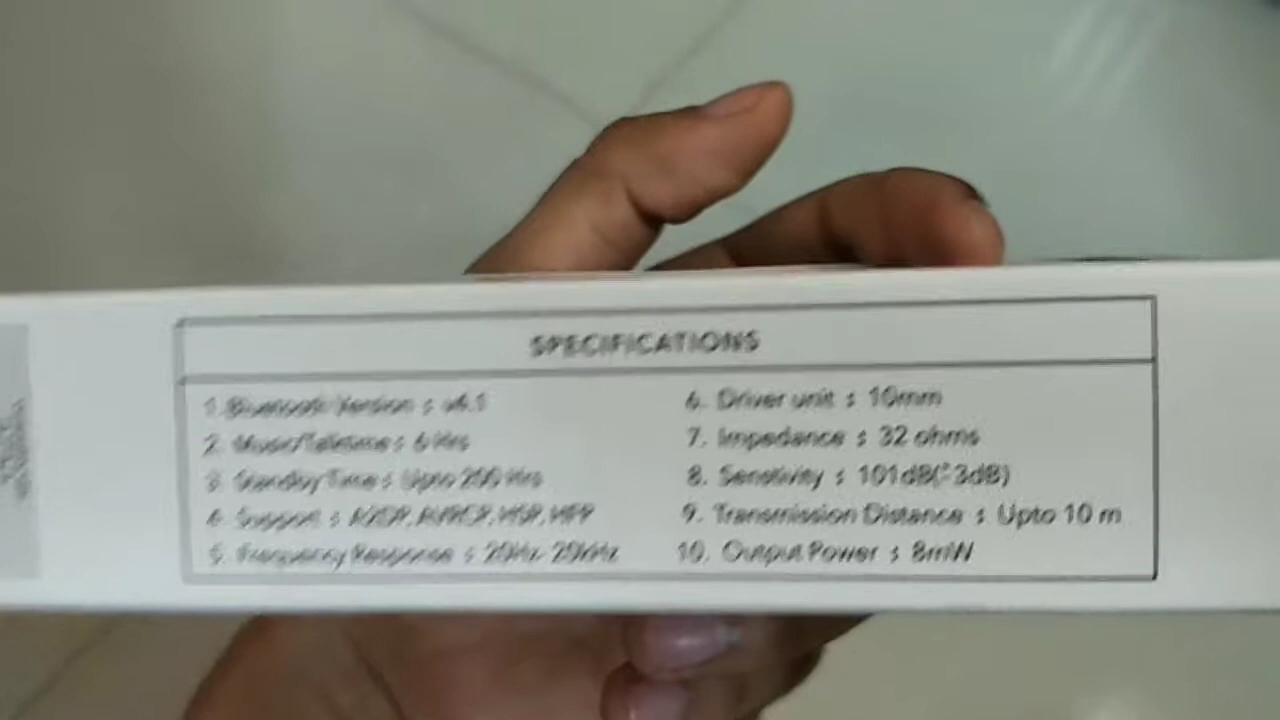 SPECIFICATIONS
1. Bluetooth Version : v4.1
2. Music/Talktime : 6 Hrs
3. Standby Time : Upto 200 Hrs
4. Support : A2DP, AVRCP, HSP, HFP
5. Frequency Response : 20Hz-20kHz
6. Driver unit : 10mm
7. Impedance : 32 ohms
8. Sensitivity : 101dB(+-3dB)
9. Transmission Distance : Upto 10 m
10. Output Power : 8mW